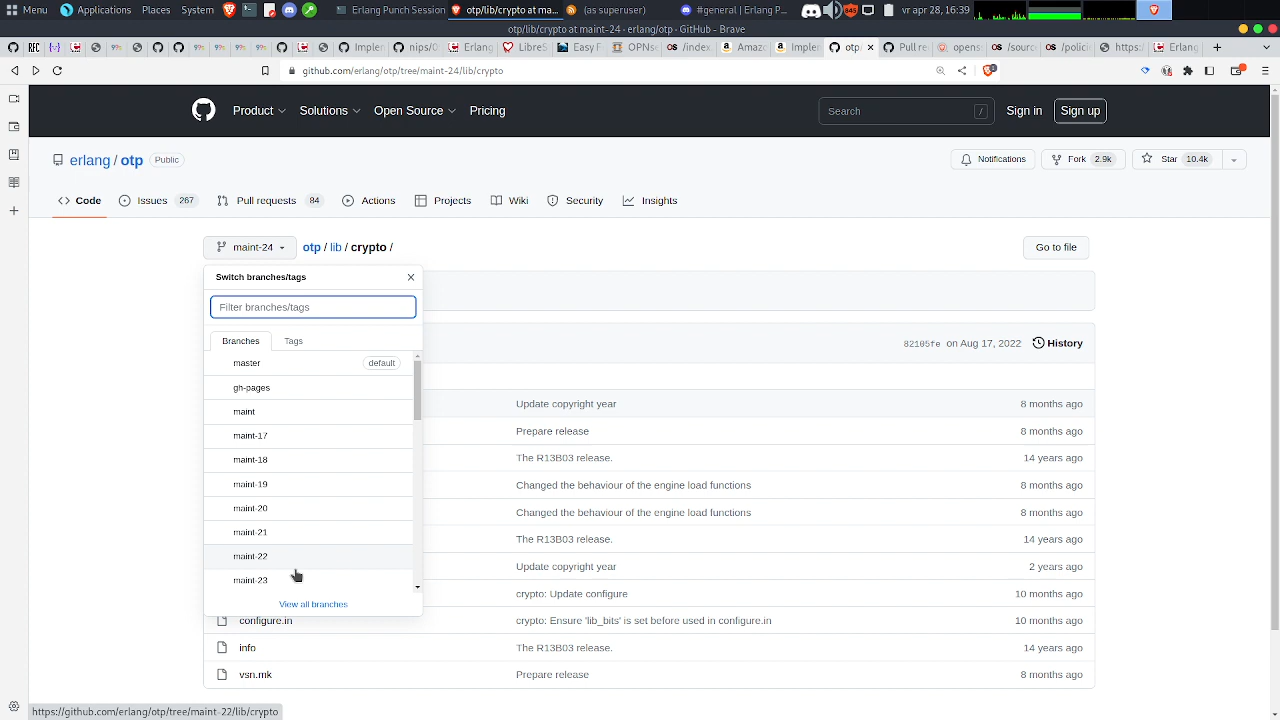 Menu Applications Places System Erlang Punch Session otp/lib/crypto at ma... (as superuser) #general | Erlang P... 845 vr apr 28, 16:39
otp/lib/crypto at maint-24 · erlang/otp - GitHub - Brave
Implen nips/0 Erlang LibreS Easy F OPNse /index Amazo Implen otp Pull re opens /source /polici https: Erlang
github.com/erlang/otp/tree/maint-24/lib/crypto
Product Solutions Open Source Pricing Search / Sign in Sign up
erlang / otp Public Notifications Fork 2.9k Star 10.4k
Code Issues 267 Pull requests 84 Actions Projects Wiki Security Insights
maint-24 otp / lib / crypto / Go to file
Switch branches/tags
Filter branches/tags
Branches Tags
82105fe on Aug 17, 2022 History
master default
gh-pages
Update copyright year 8 months ago
maint
maint-17 Prepare release 8 months ago
maint-18 The R13B03 release. 14 years ago
maint-19 Changed the behaviour of the engine load functions 8 months ago
maint-20 Changed the behaviour of the engine load functions 8 months ago
maint-21 The R13B03 release. 14 years ago
maint-22 Update copyright year 2 years ago
maint-23
crypto: Update configure 10 months ago
View all branches
configure.in crypto: Ensure 'lib_bits' is set before used in configure.in 10 months ago
info The R13B03 release. 14 years ago
vsn.mk Prepare release 8 months ago
https://github.com/erlang/otp/tree/maint-22/lib/crypto